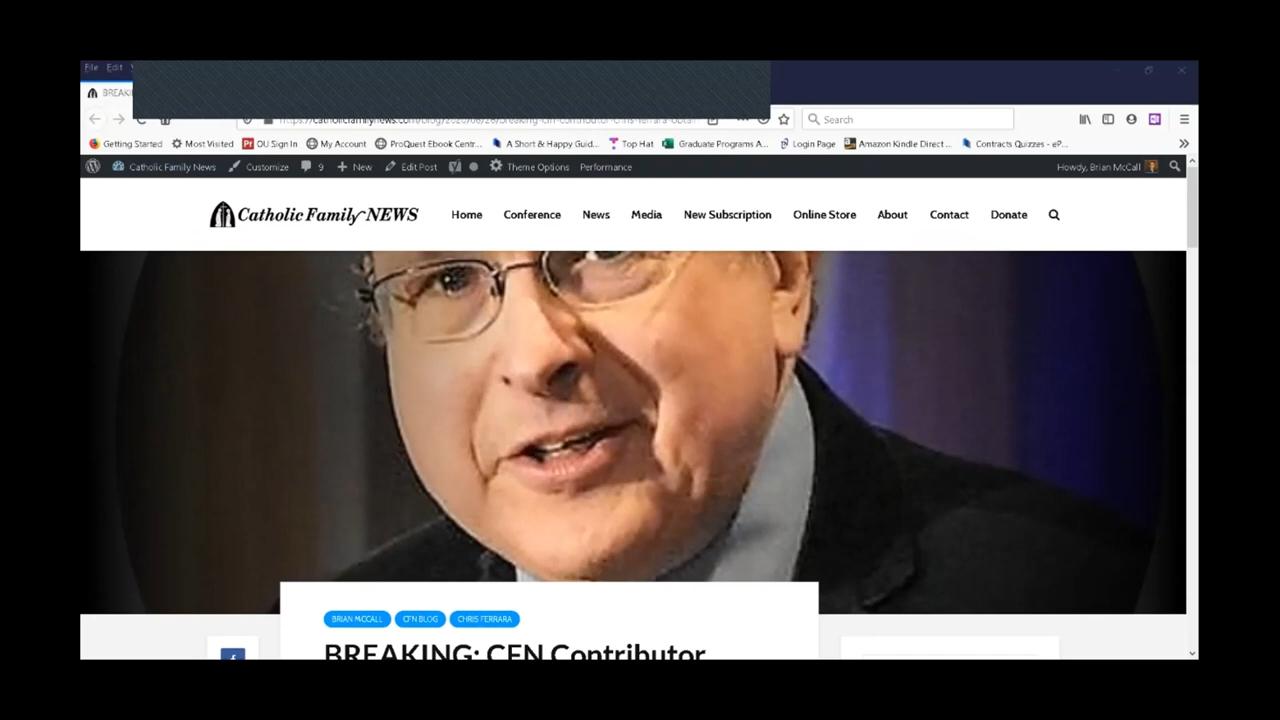 File Edit
BREAKI
Search
Getting Started Most Visited OU Sign In My Account ProQuest Ebook Centr... A Short & Happy Guid... Top Hat Graduate Programs A... Login Page Amazon Kindle Direct ... Contracts Quizzes - eP...
Catholic Family News Customize 9 New Edit Post Theme Options Performance Howdy, Brian McCall
Catholic Family NEWS Home Conference News Media New Subscription Online Store About Contact Donate
BRIAN MCCALL CFN BLOG CHRIS FERRARA
BREAKING: CFN Contributor